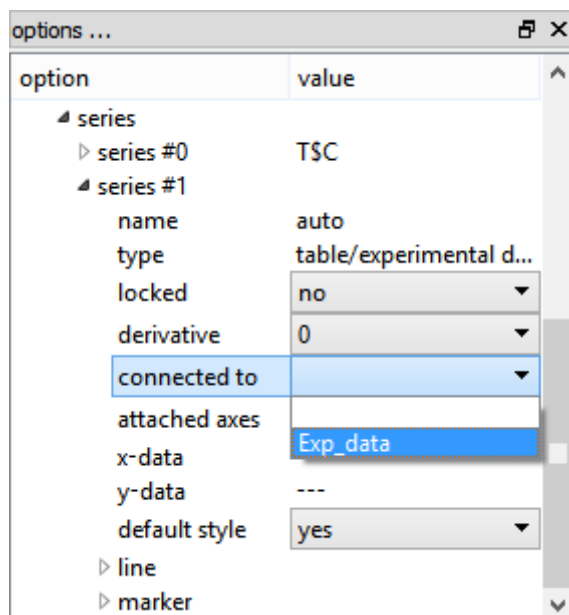 options ...
option value
series
series #0 T$C
series #1
name auto
type table/experimental d...
locked no
derivative 0
connected to
attached axes
Exp_data
x-data
y-data ---
default style yes
line
marker